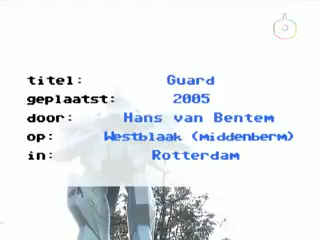 titel: Guard
geplaatst: 2005
door: Hans van Bentem
op: Westblaak (middenberm)
in: Rotterdam